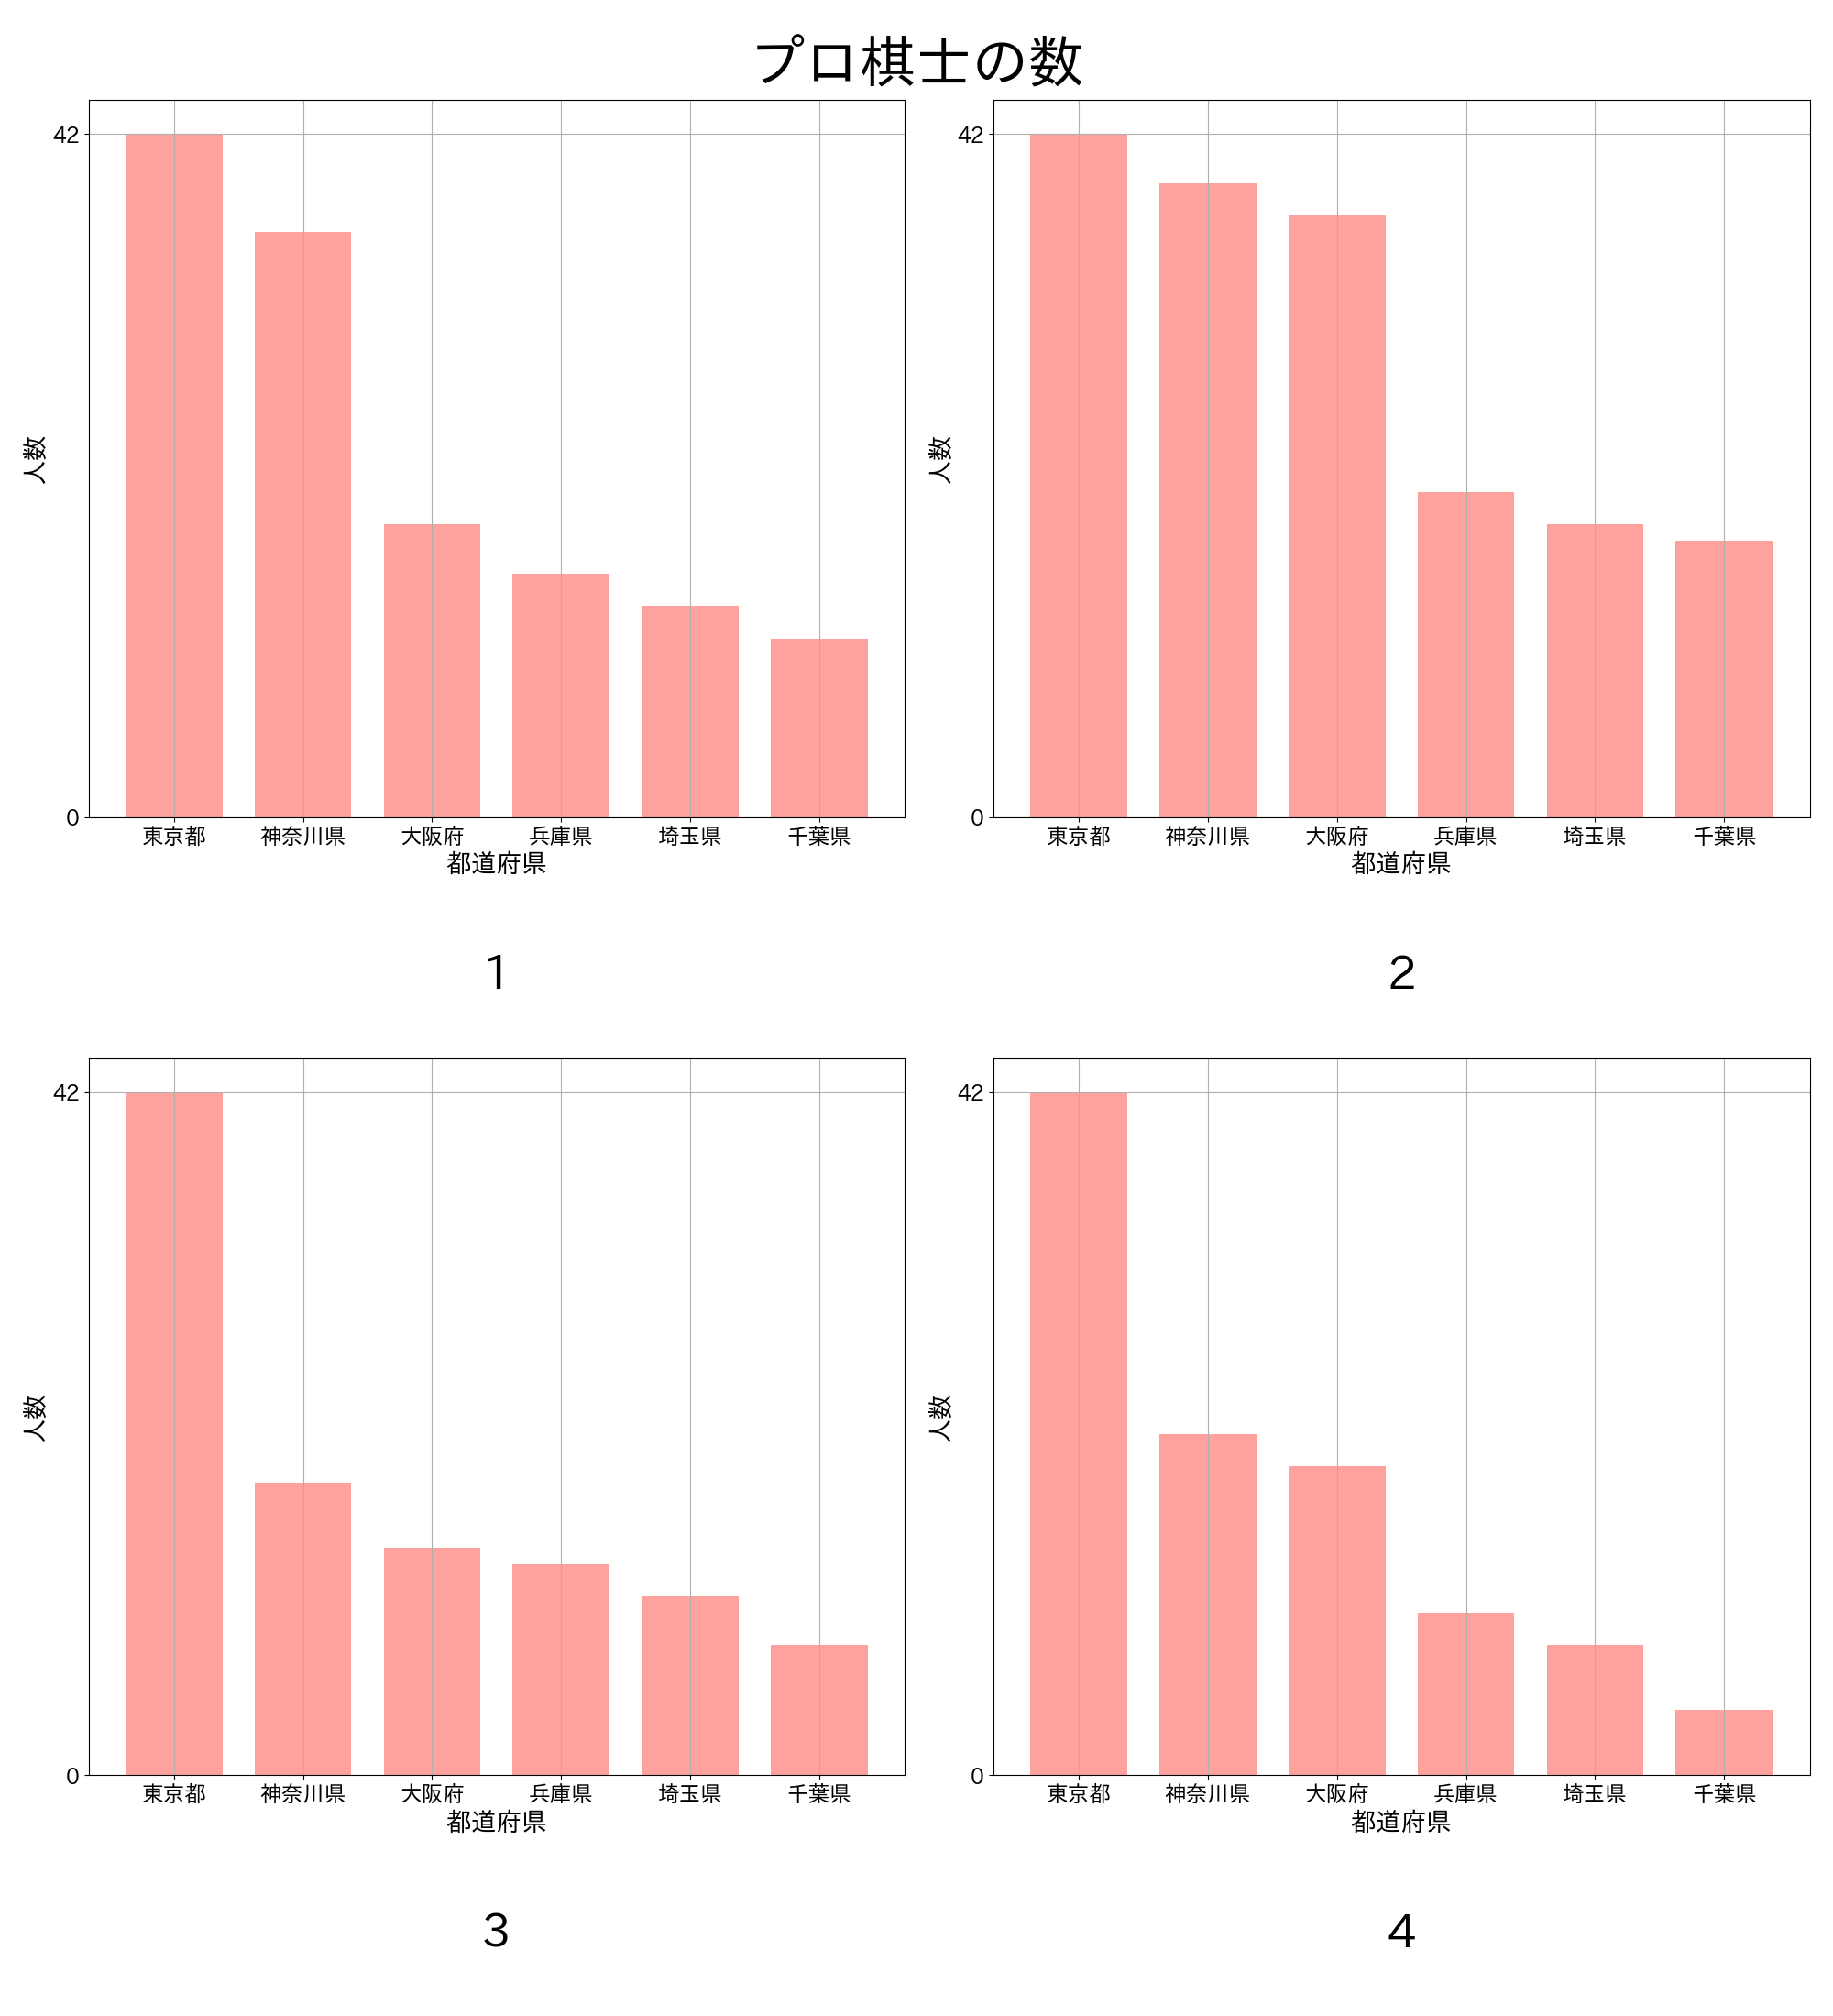 プロ棋士の数
42
人数
0
東京都 神奈川県 大阪府 兵庫県 埼玉県 千葉県
都道府県
1
42
人数
0
東京都 神奈川県 大阪府 兵庫県 埼玉県 千葉県
都道府県
2
42
人数
0
東京都 神奈川県 大阪府 兵庫県 埼玉県 千葉県
都道府県
3
42
人数
0
東京都 神奈川県 大阪府 兵庫県 埼玉県 千葉県
都道府県
4